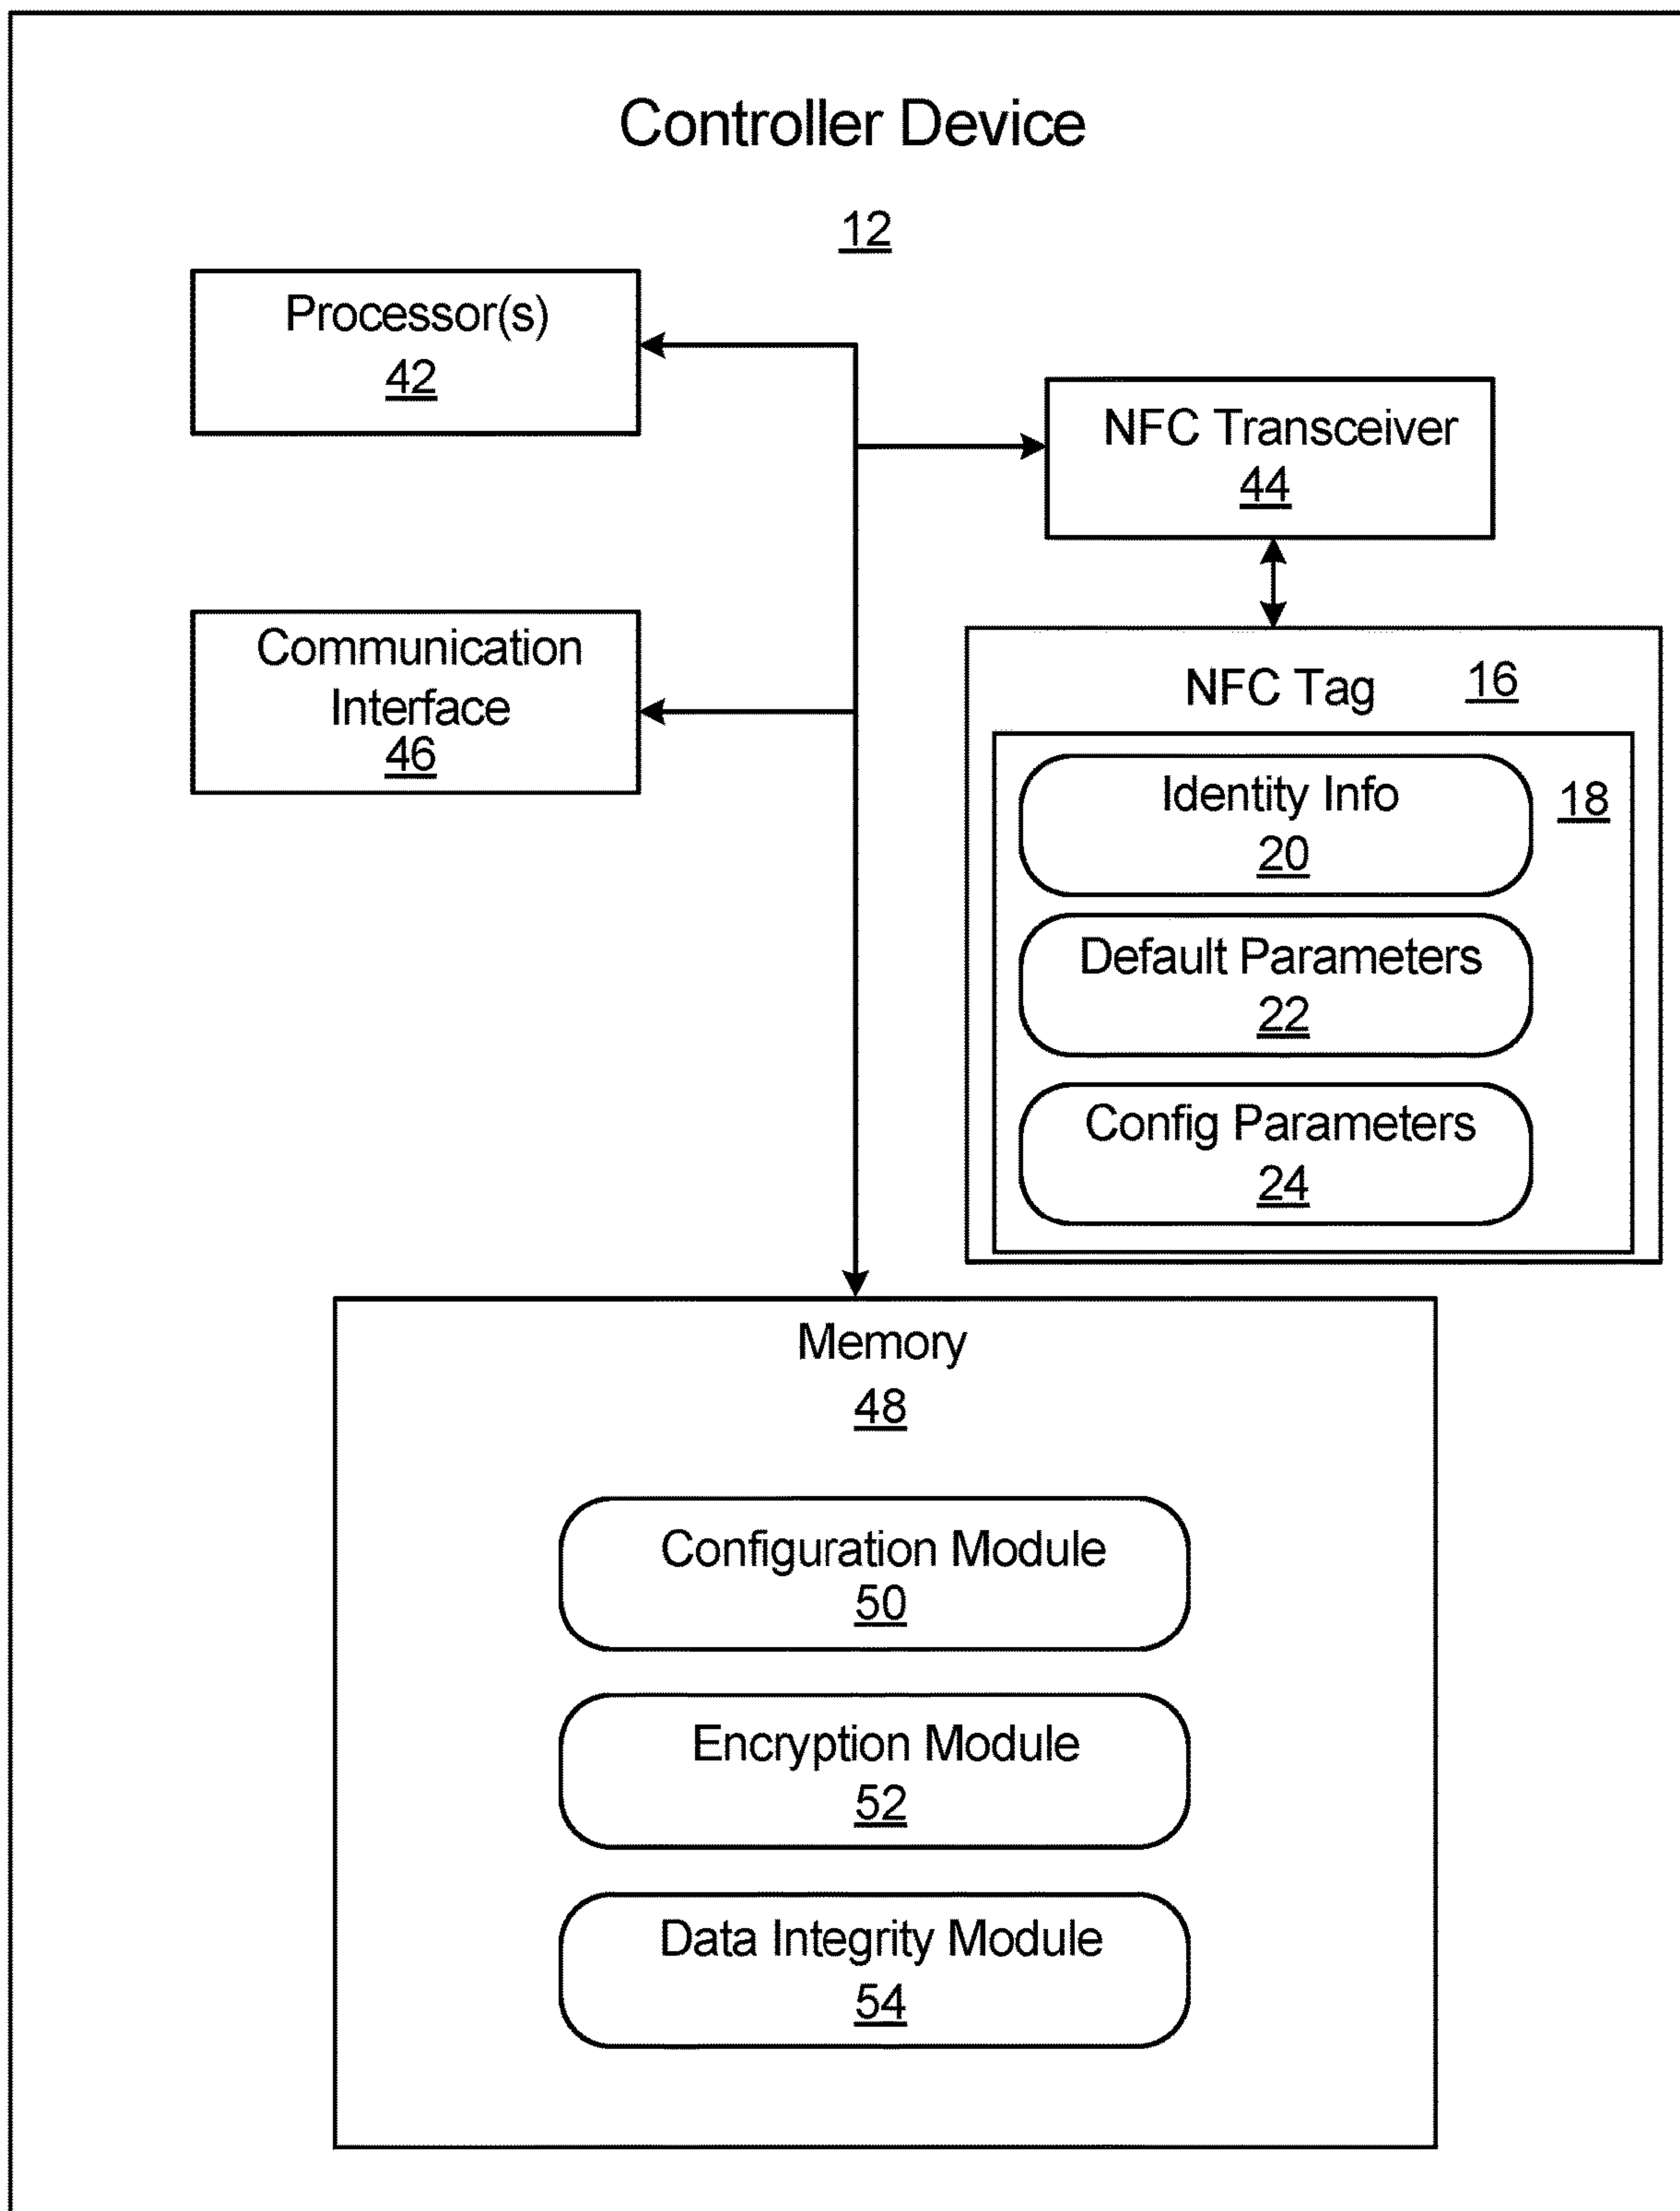 Controller Device
12
Processor(s)
42
NFC Transceiver
44
Communication
Interface
46
NFC Tag
16
18
Identity Info
20
Default Parameters
22
Config Parameters
24
Memory
48
Configuration Module
50
Encryption Module
52
Data Integrity Module
54